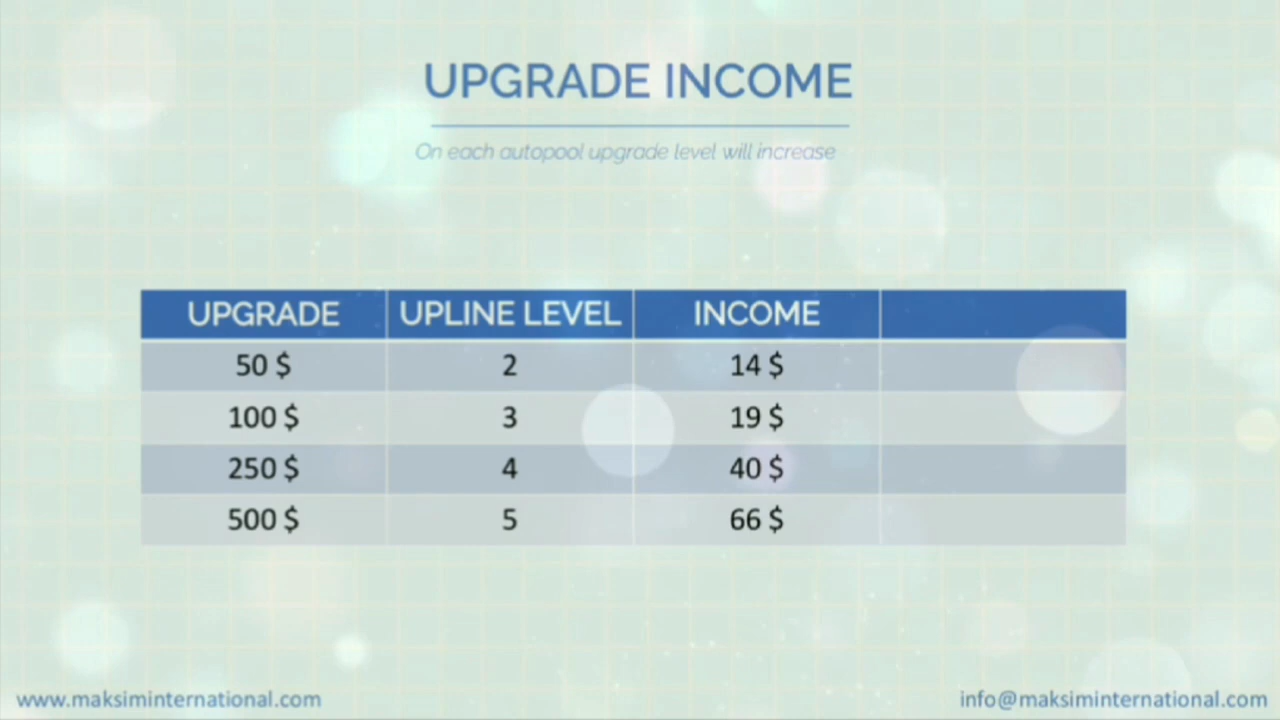 UPGRADE INCOME
On each autopool upgrade level will increase
UPGRADE UPLINE LEVEL INCOME
50 $ 2 14 $
100 $ 3 19 $
250 $ 4 40 $
500 $ 5 66 $
www.maksiminternational.com info@maksiminternational.com